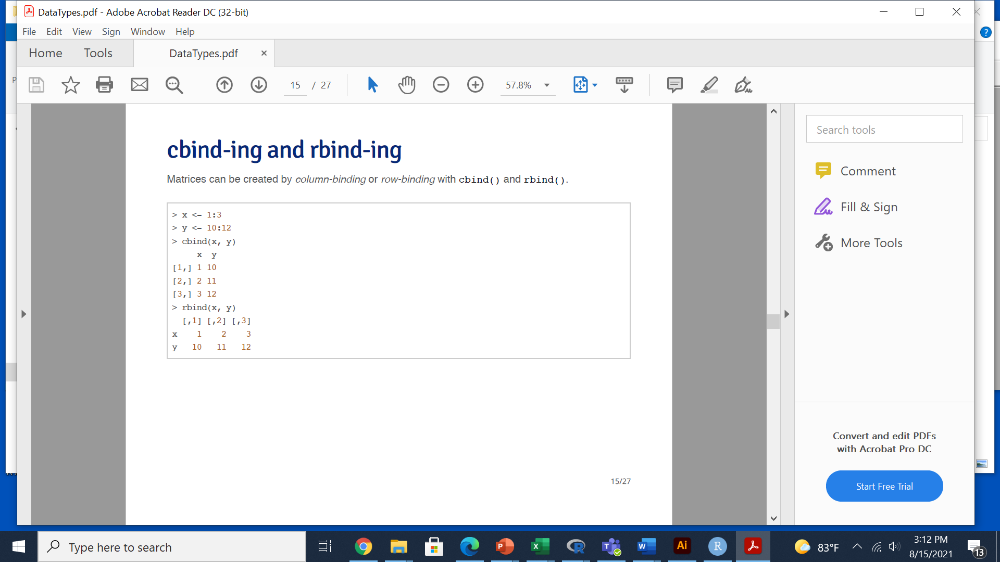 DataTypes.pdf - Adobe Acrobat Reader DC (32-bit)
File Edit View Sign Window Help
Home Tools DataTypes.pdf
15 / 27 57.8%
Search tools
cbind-ing and rbind-ing
Matrices can be created by column-binding or row-binding with cbind() and rbind().
> x <- 1:3
> y <- 10:12
> cbind(x, y)
     x  y
[1,] 1 10
[2,] 2 11
[3,] 3 12
> rbind(x, y)
  [,1] [,2] [,3]
x    1    2    3
y   10   11   12
15/27
Comment
Fill & Sign
More Tools
Convert and edit PDFs
with Acrobat Pro DC
Start Free Trial
Type here to search
83°F
3:12 PM
8/15/2021
13